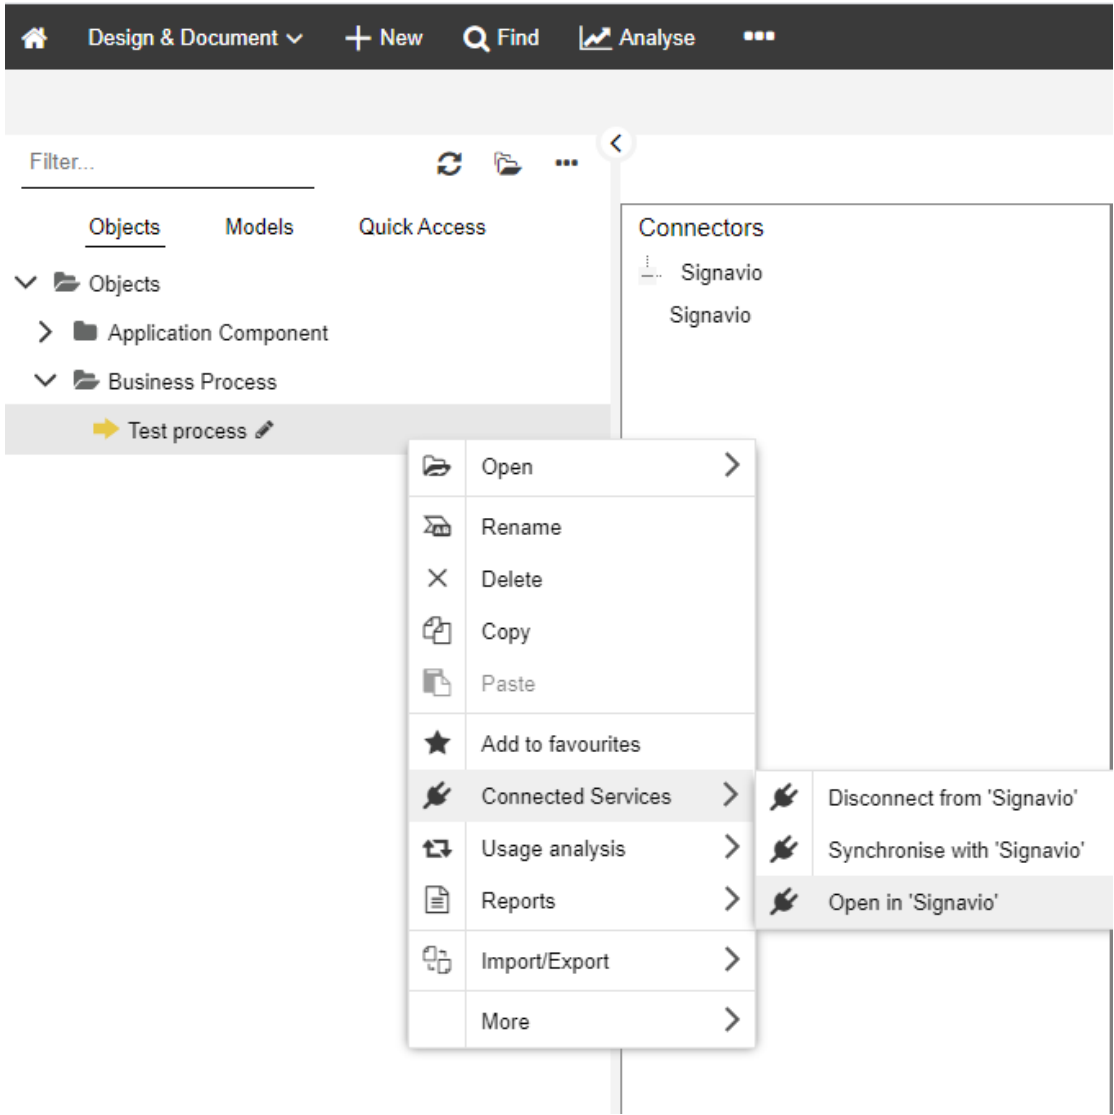 Design & Document
New
Find
Analyse
Filter...
Objects
Models
Quick Access
Objects
Application Component
Business Process
Test process
Connectors
Signavio
Signavio
Open
Rename
Delete
Copy
Paste
Add to favourites
Connected Services
Usage analysis
Reports
Import/Export
More
Disconnect from 'Signavio'
Synchronise with 'Signavio'
Open in 'Signavio'